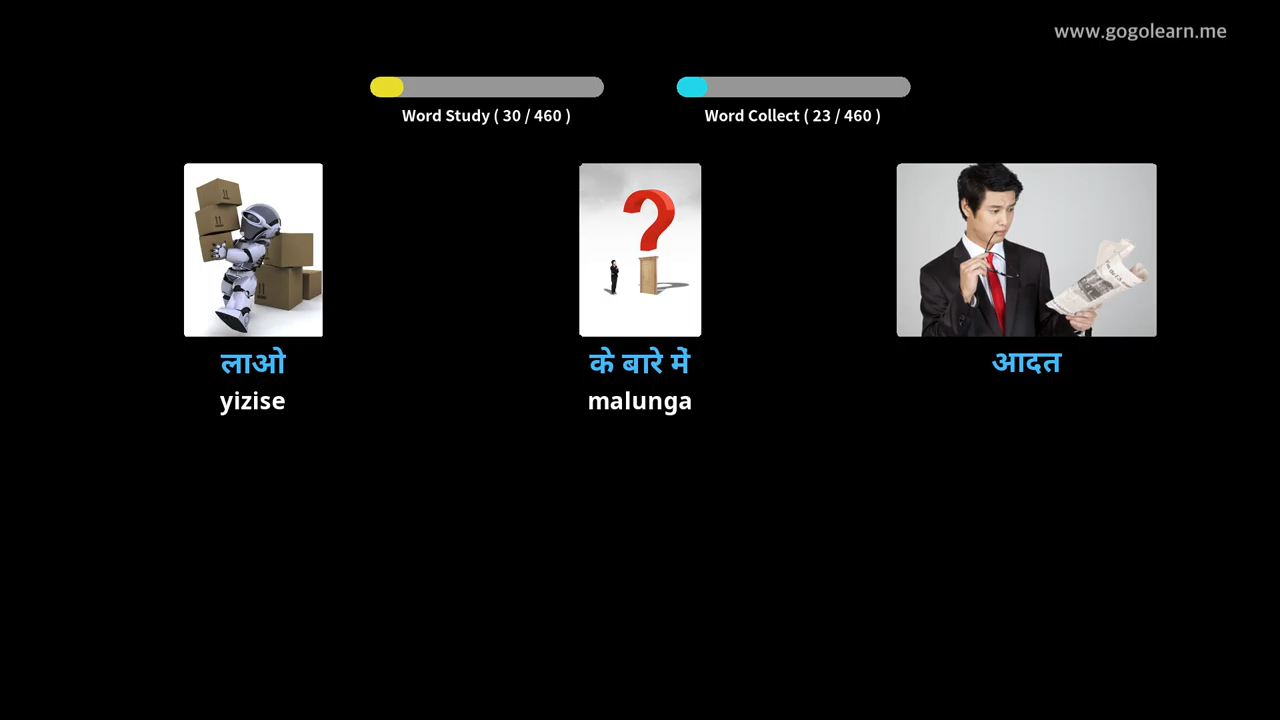 www.gogolearn.me
Word Study ( 30 / 460 )
Word Collect ( 23 / 460 )
लाओ
yizise
के बारे में
malunga
आदत